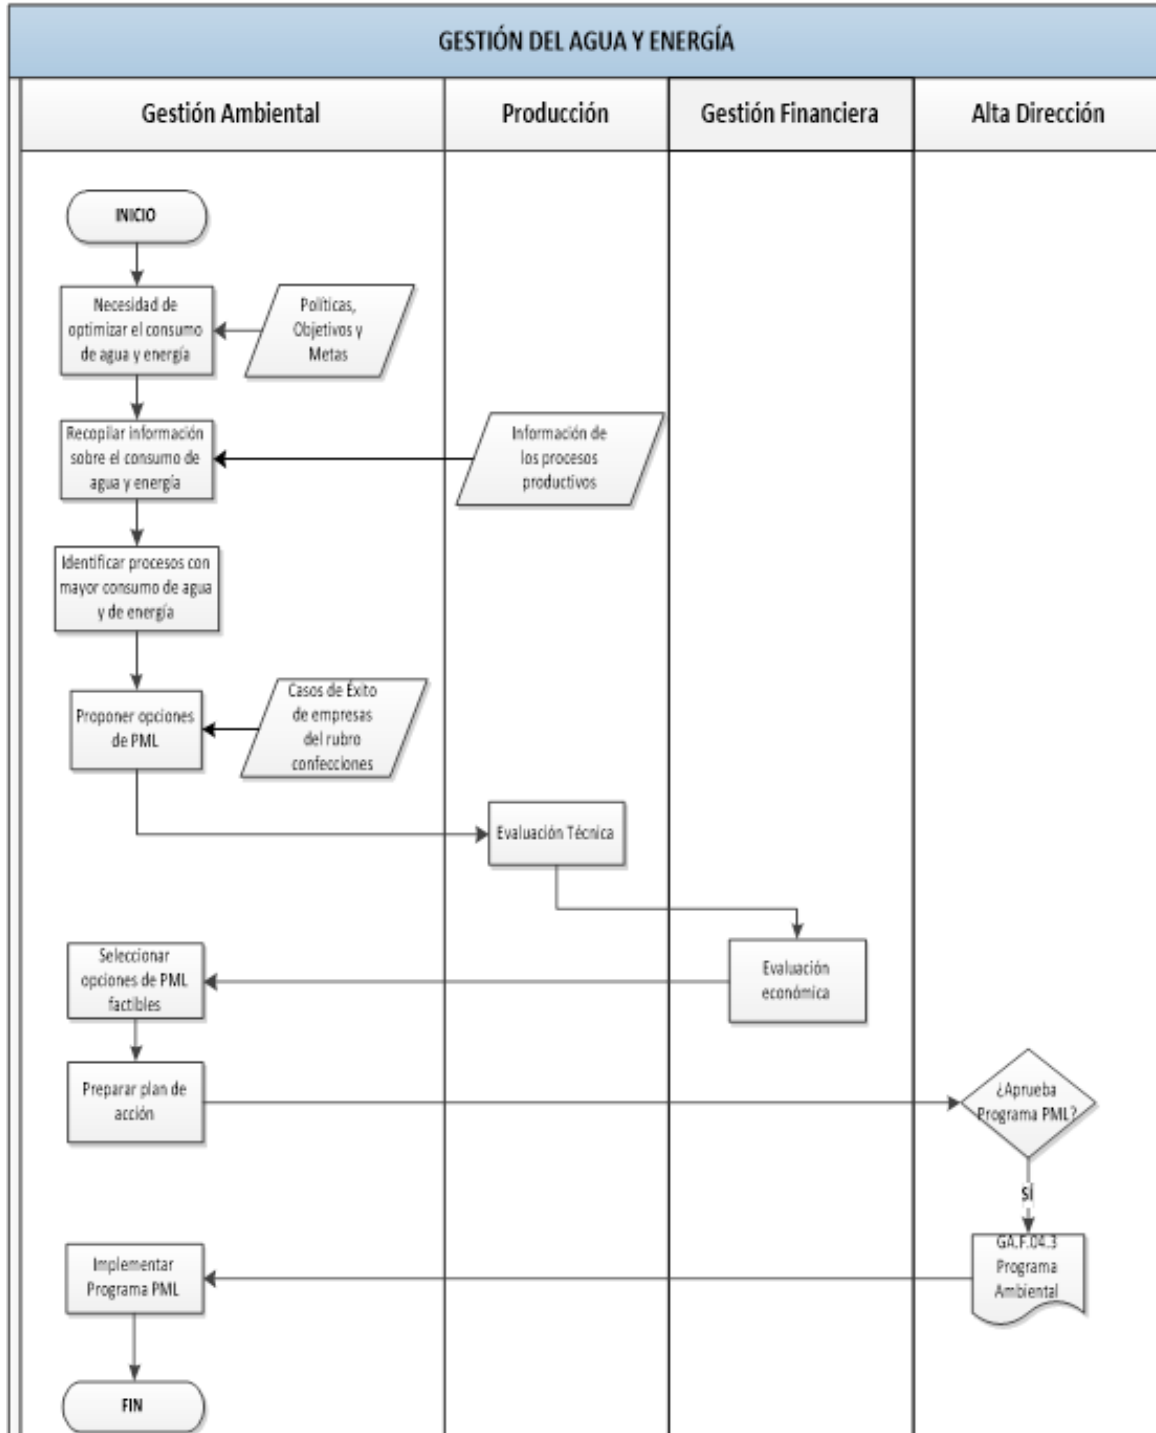 GESTIÓN DEL AGUA Y ENERGÍA
Gestión Ambiental
Producción
Gestión Financiera
Alta Dirección
INICIO
Necesidad de
optimizar el consumo
de agua y energía
Políticas,
Objetivos y
Metas
Recopilar información
sobre el consumo de
agua y energía
Información de
los procesos
productivos
Identificar procesos con
mayor consumo de agua
y de energía
Proponer opciones
de PML
Casos de Éxito
de empresas
del rubro
confecciones
Evaluación Técnica
Evaluación
económica
Seleccionar
opciones de PML
factibles
Preparar plan de
acción
¿Aprueba
Programa PML?
SÍ
GA.F.04.3
Programa
Ambiental
Implementar
Programa PML
FIN